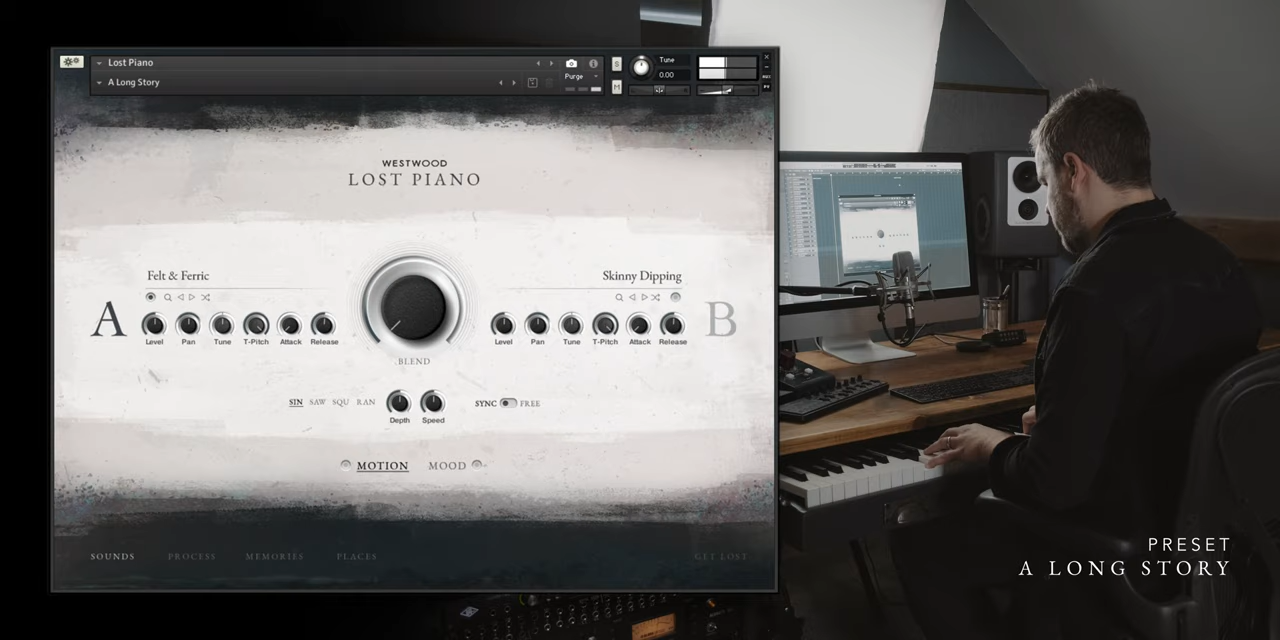 Lost Piano
A Long Story
Purge
S
M
Tune
0.00
WESTWOOD
LOST PIANO
Felt & Ferric
Skinny Dipping
A
B
Level Pan Tune T-Pitch Attack Release
Level Pan Tune T-Pitch Attack Release
BLEND
SIN SAW SQU RAN
Depth Speed
SYNC FREE
MOTION MOOD
SOUNDS PROCESS MEMORIES PLACES GET LOST
PRESET
A LONG STORY